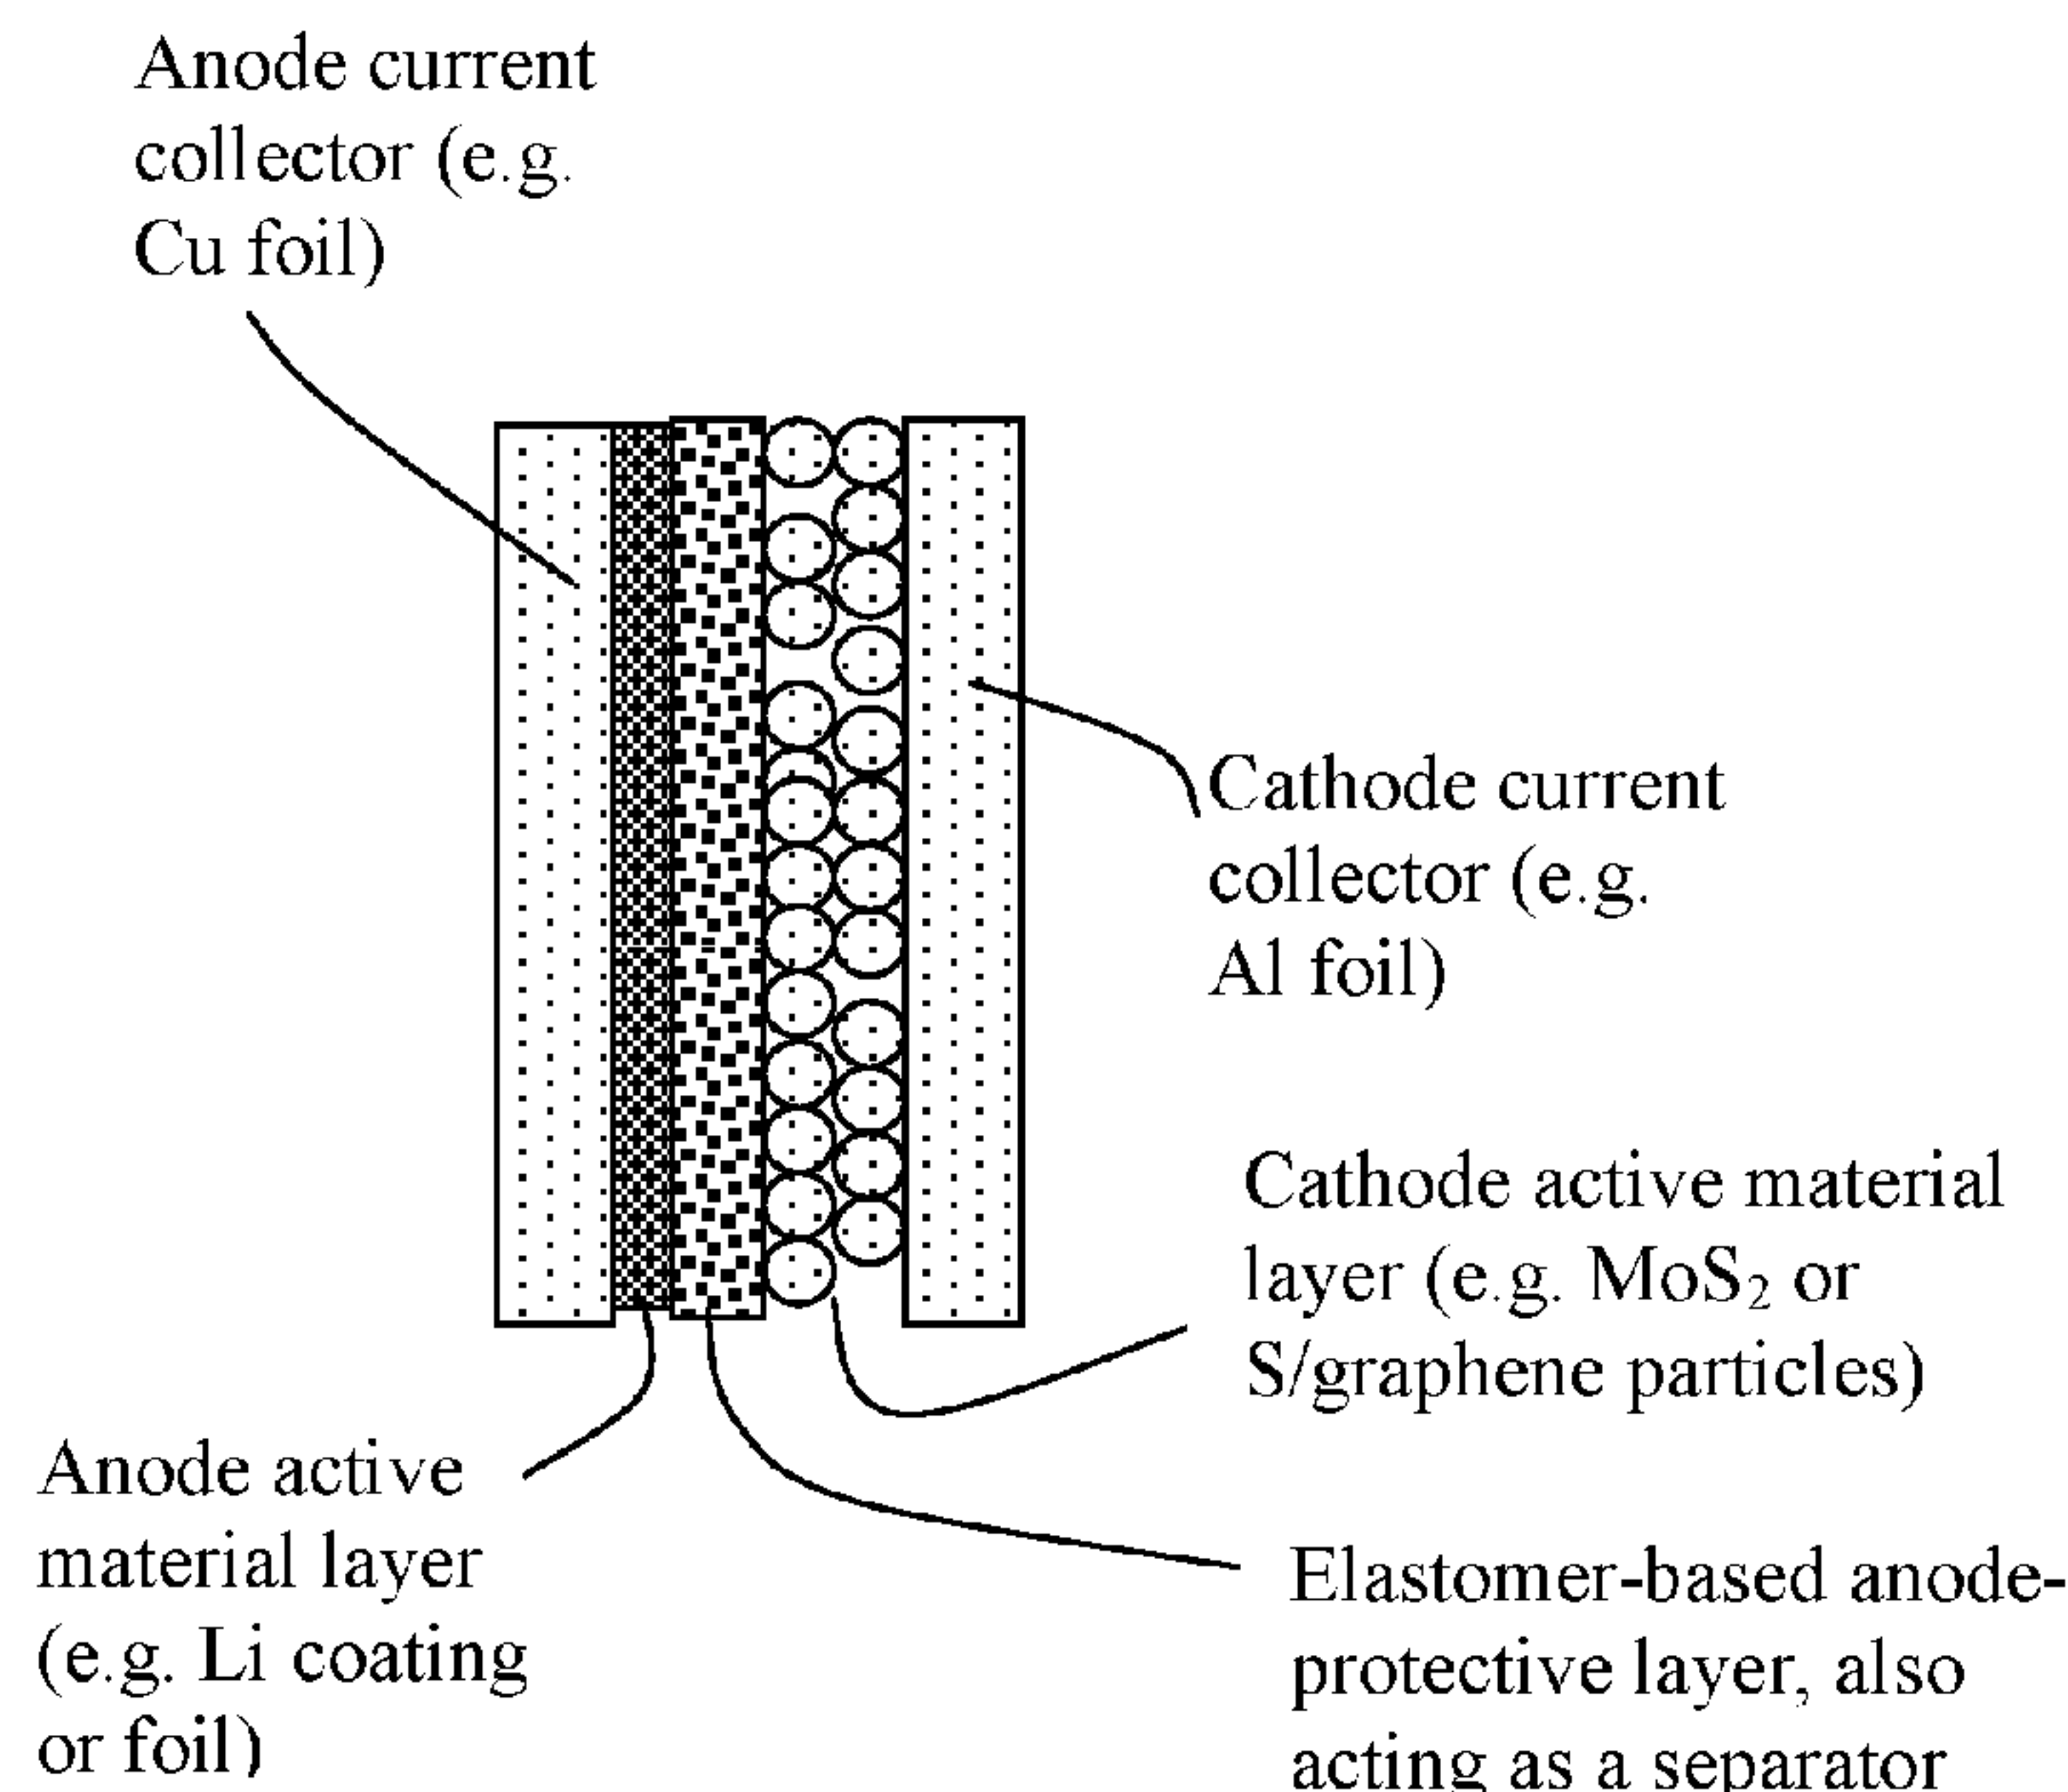 Anode current
collector (e.g.
Cu foil)
Cathode current
collector (e.g.
Al foil)
Cathode active material
layer (e.g. MoS₂ or
S/graphene particles)
Anode active
material layer
(e.g. Li coating
or foil)
Elastomer-based anode-
protective layer, also
acting as a separator